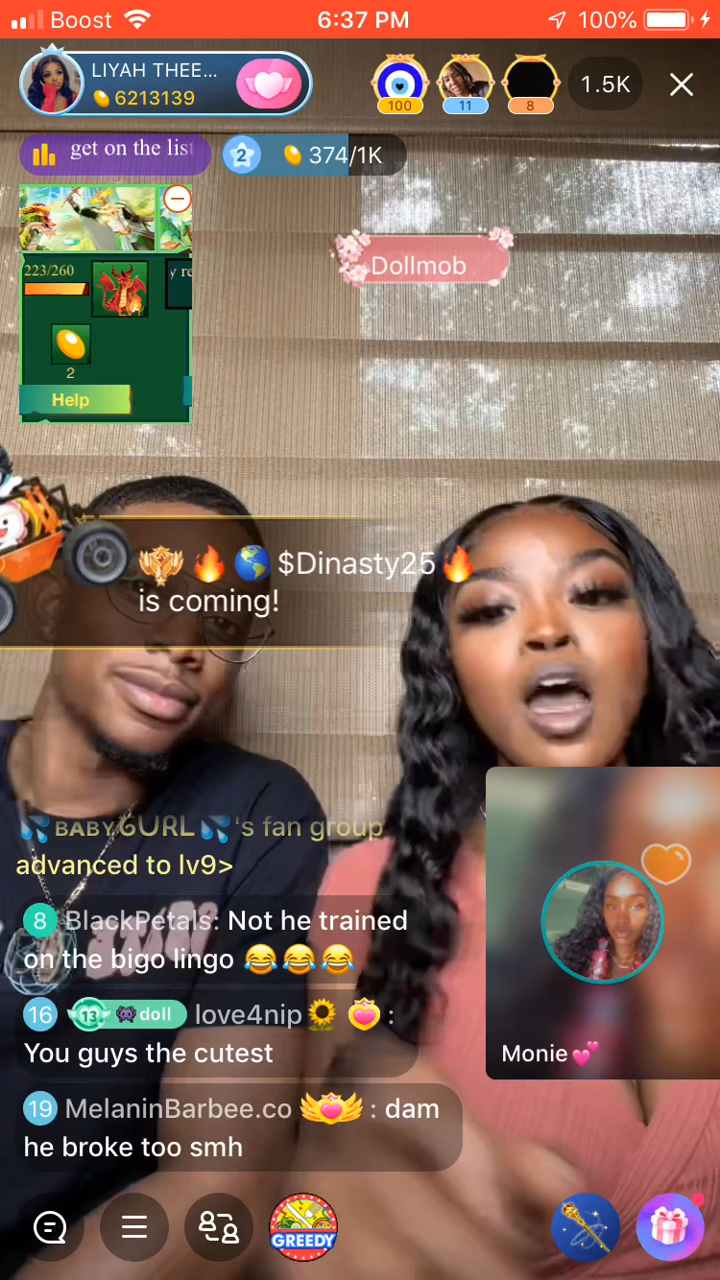 Boost 6:37 PM 100%
LIYAH THEE...
6213139
100 11 8 1.5K
get on the list
2 374/1K
223/260
2
Help
Dollmob
$Dinasty25
is coming!
💦BABYGURL💦's fan group
advanced to lv9>
8 BlackPetals: Not he trained
on the bigo lingo 😂😂😂
16 13 doll love4nip🌻 :
You guys the cutest
19 MelaninBarbee.co : dam
he broke too smh
Monie💕
GREEDY